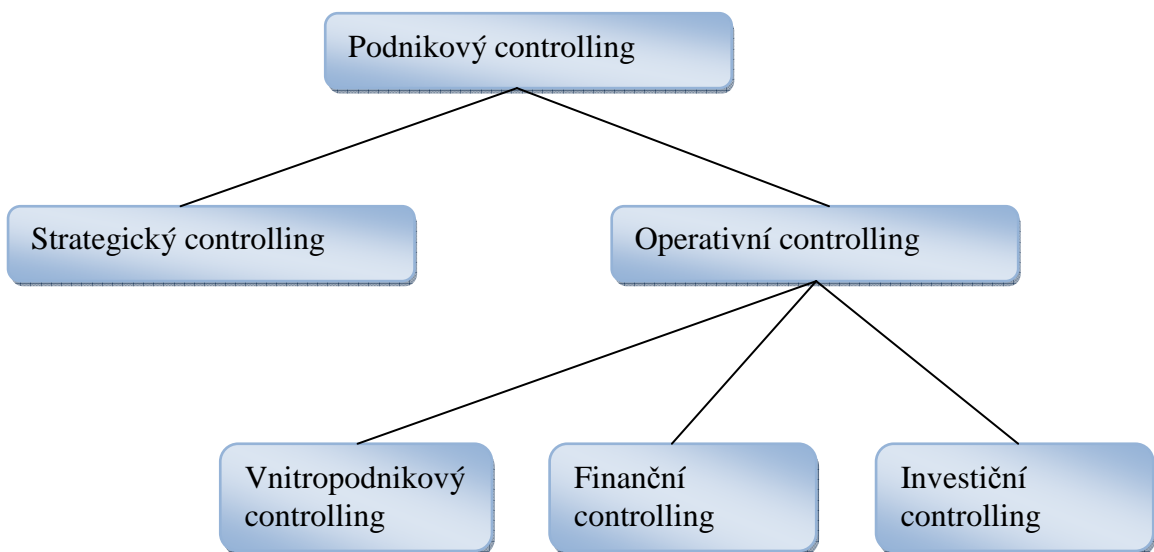 Podnikový controlling
Strategický controlling
Operativní controlling
Vnitropodnikový
controlling
Finanční
controlling
Investiční
controlling